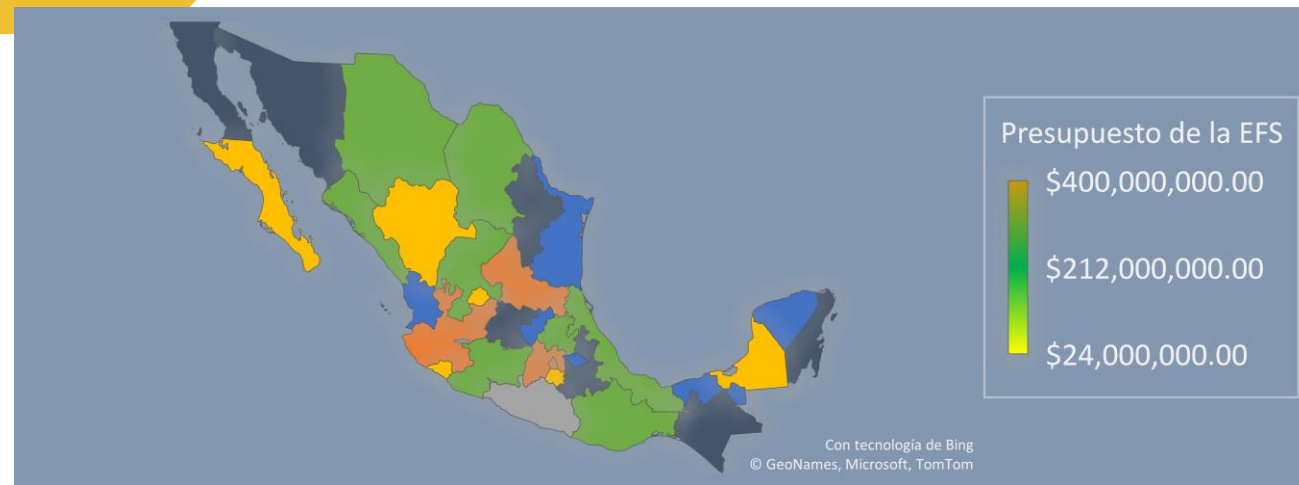 Presupuesto de la EFS
$400,000,000.00
$212,000,000.00
$24,000,000.00
Con tecnología de Bing
© GeoNames, Microsoft, TomTom